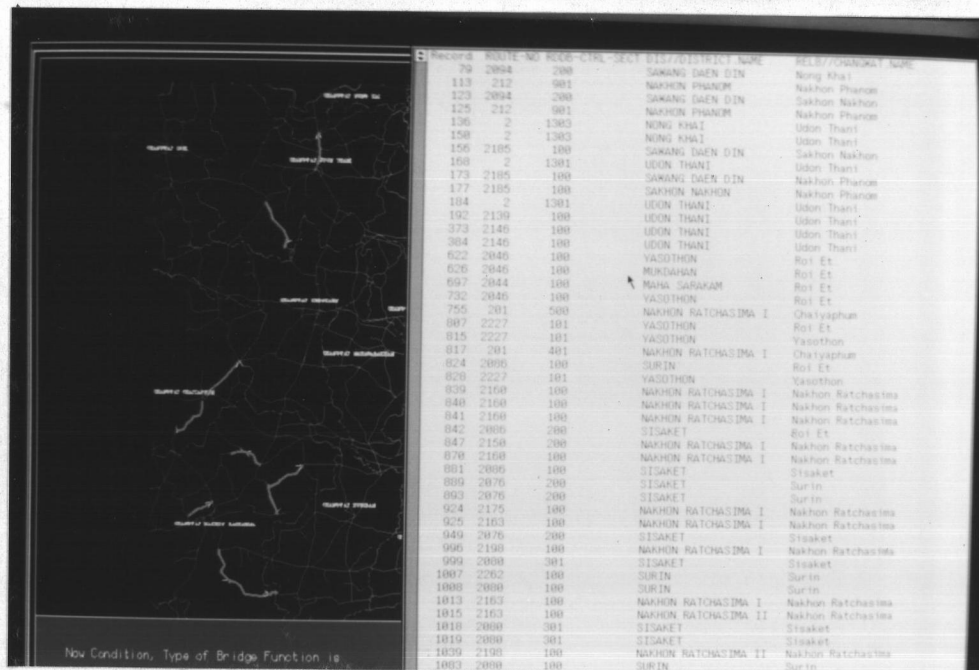 Record ROUTE-NO RCDB-CTRL-SECT DIS//DISTRICT.NAME RELB//CHANGWAT.NAME
79 2094 200 SAWANG DAEN DIN Nong Khai
113 212 901 NAKHON PHANOM Nakhon Phanom
123 2094 200 SAWANG DAEN DIN Sakhon Nakhon
125 212 901 NAKHON PHANOM Nakhon Phanom
136 2 1303 NONG KHAI Udon Thani
150 2 1303 NONG KHAI Udon Thani
156 2185 100 SAWANG DAEN DIN Sakhon Nakhon
168 2 1301 UDON THANI Udon Thani
173 2185 100 SAWANG DAEN DIN Nakhon Phanom
177 2185 100 SAKHON NAKHON Nakhon Phanom
184 2 1301 UDON THANI Udon Thani
192 2139 100 UDON THANI Udon Thani
373 2146 100 UDON THANI Udon Thani
384 2146 100 UDON THANI Udon Thani
622 2046 100 YASOTHON Roi Et
626 2046 100 MUKDAHAN Roi Et
697 2044 100 MAHA SARAKAM Roi Et
732 2046 100 YASOTHON Roi Et
755 201 500 NAKHON RATCHASIMA I Chaiyaphum
807 2227 101 YASOTHON Roi Et
815 2227 101 YASOTHON Yasothon
817 201 401 NAKHON RATCHASIMA I Chaiyaphum
824 2086 100 SURIN Roi Et
828 2227 101 YASOTHON Yasothon
839 2160 100 NAKHON RATCHASIMA I Nakhon Ratchasima
840 2160 100 NAKHON RATCHASIMA I Nakhon Ratchasima
841 2160 100 NAKHON RATCHASIMA I Nakhon Ratchasima
842 2086 200 SISAKET Roi Et
847 2150 200 NAKHON RATCHASIMA I Nakhon Ratchasima
870 2160 100 NAKHON RATCHASIMA I Nakhon Ratchasima
881 2086 100 SISAKET Sisaket
889 2076 200 SISAKET Surin
893 2076 200 SISAKET Surin
924 2175 100 NAKHON RATCHASIMA I Nakhon Ratchasima
925 2163 100 NAKHON RATCHASIMA I Nakhon Ratchasima
949 2076 200 SISAKET Sisaket
996 2198 100 NAKHON RATCHASIMA I Nakhon Ratchasima
999 2080 301 SISAKET Sisaket
1007 2262 100 SURIN Surin
1008 2080 100 SURIN Surin
1013 2163 100 NAKHON RATCHASIMA I Nakhon Ratchasima
1015 2163 100 NAKHON RATCHASIMA II Nakhon Ratchasima
1018 2080 301 SISAKET Sisaket
1019 2080 301 SISAKET Sisaket
1039 2198 100 NAKHON RATCHASIMA II Nakhon Ratchasima
1083 2080 100 SURIN Surin
Now Condition, Type of Bridge Function is